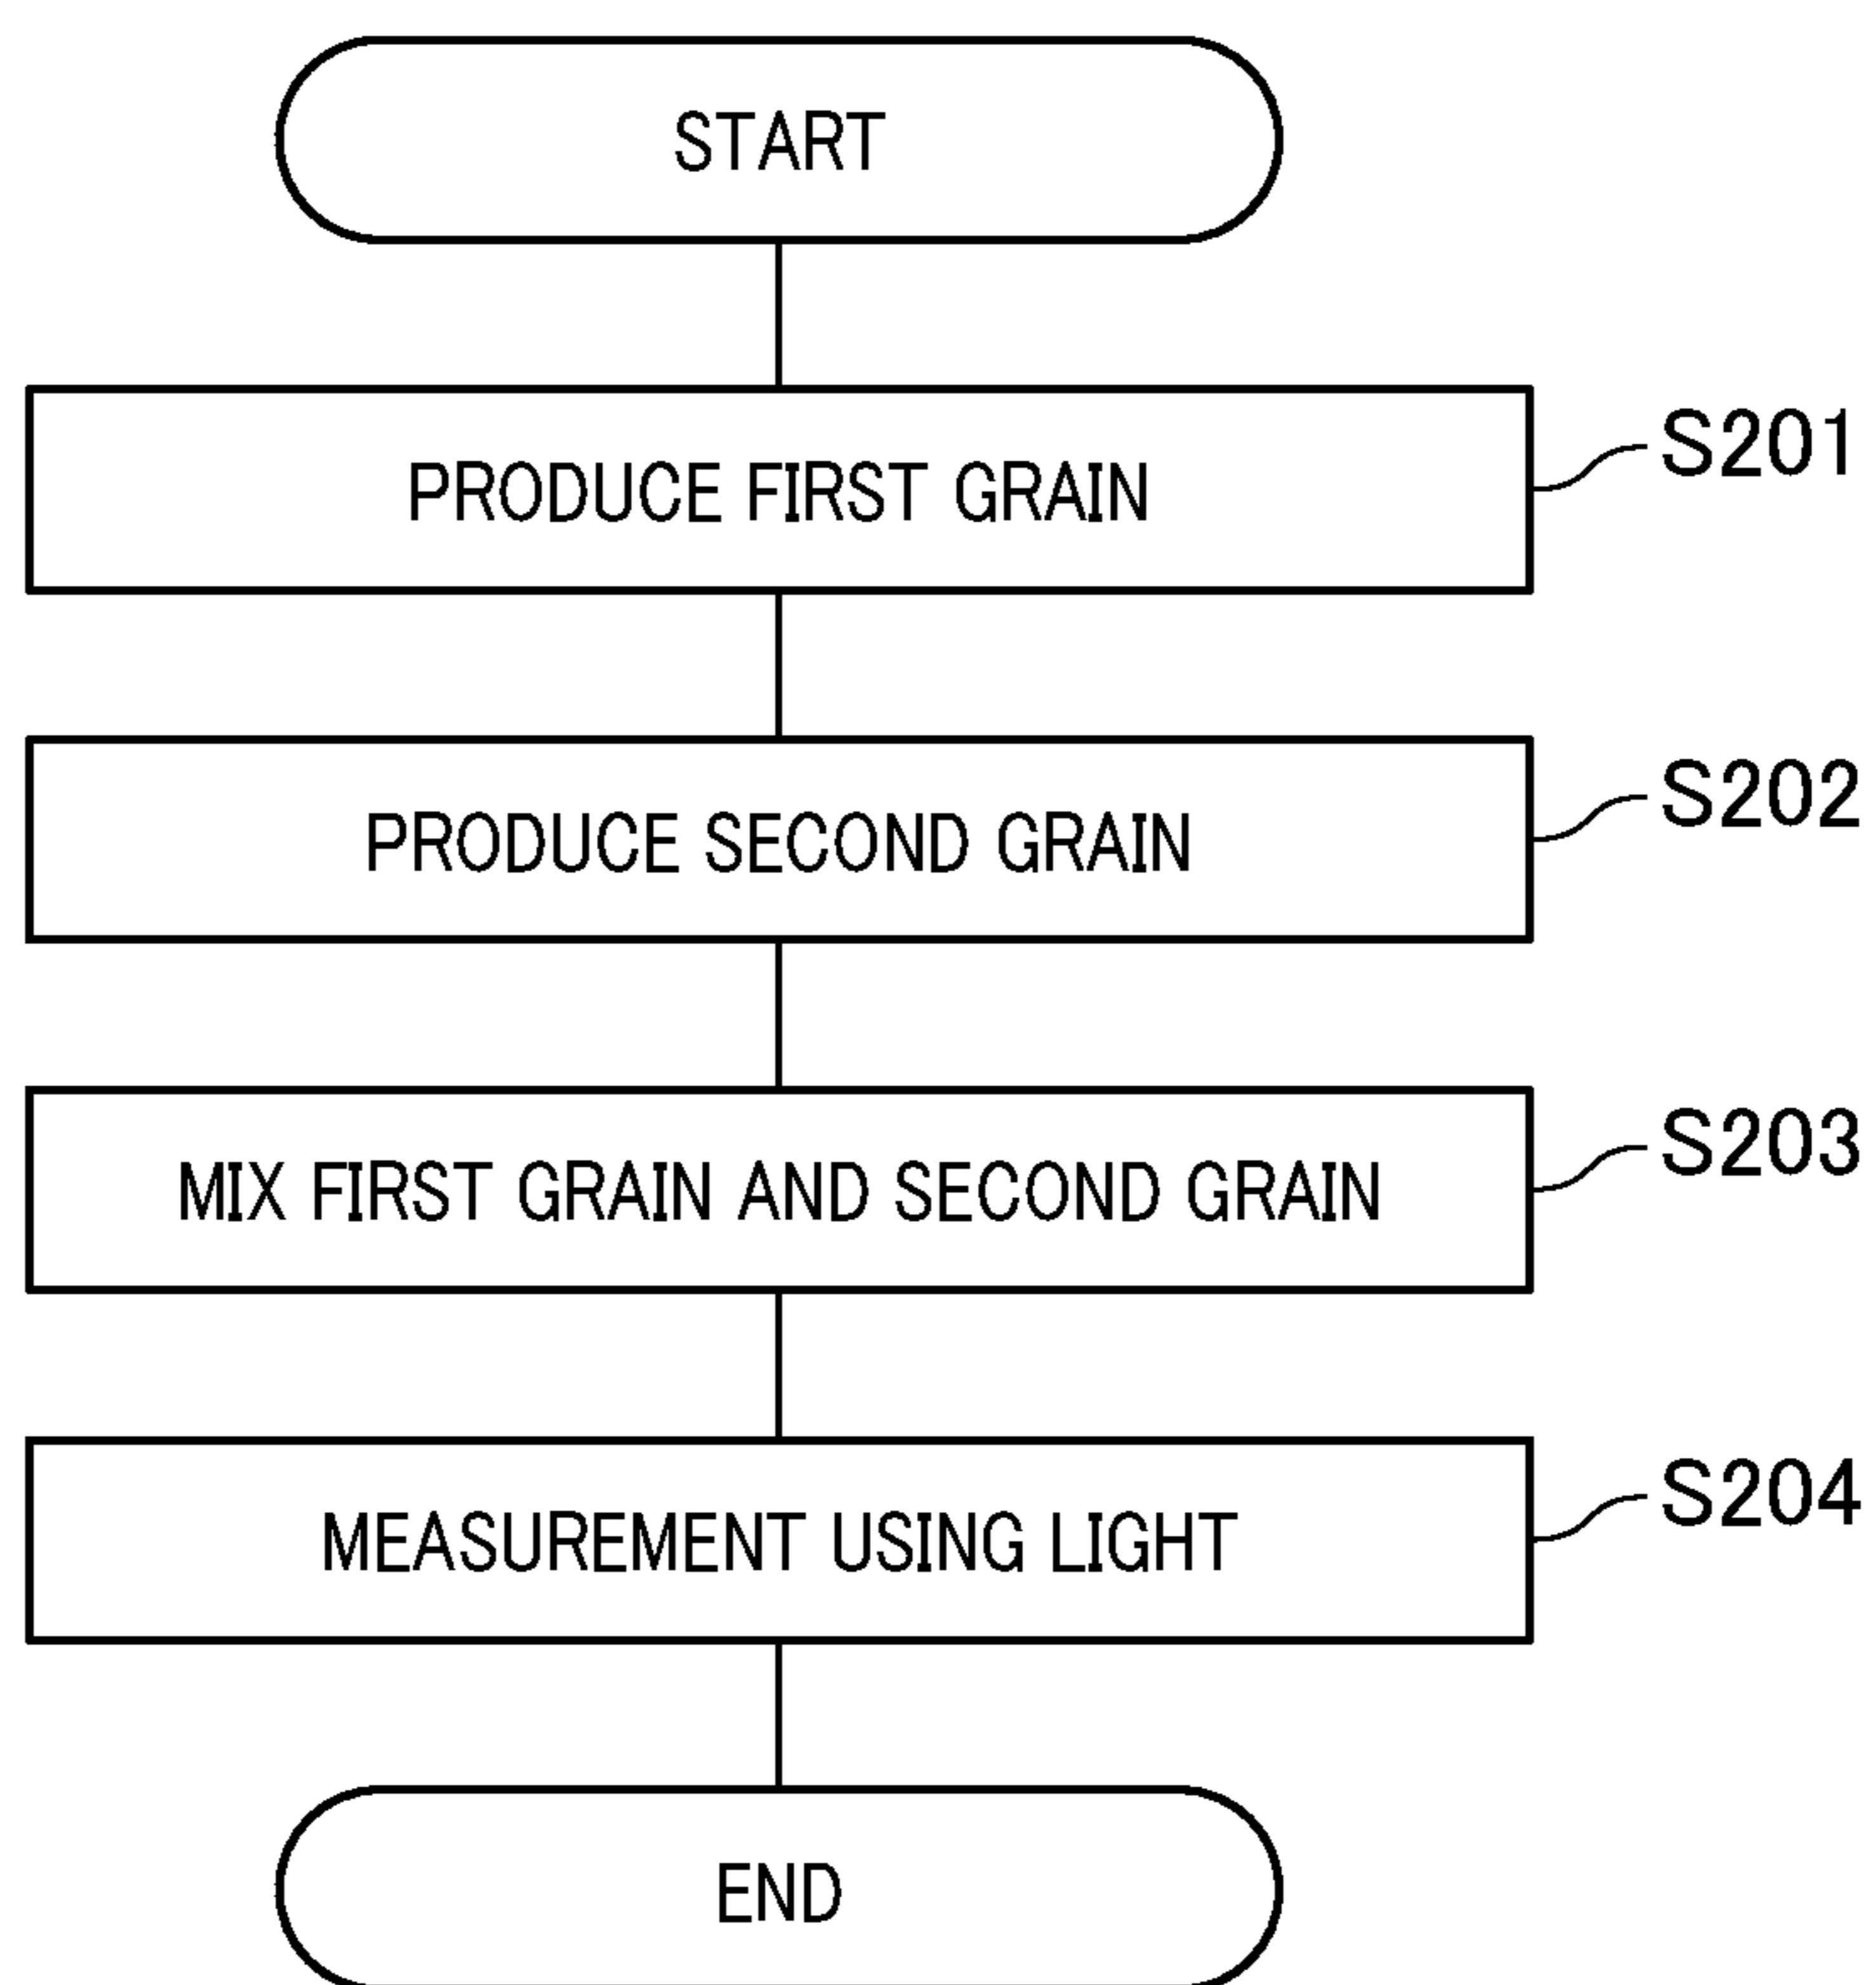 START
PRODUCE FIRST GRAIN
S201
PRODUCE SECOND GRAIN
S202
MIX FIRST GRAIN AND SECOND GRAIN
S203
MEASUREMENT USING LIGHT
S204
END